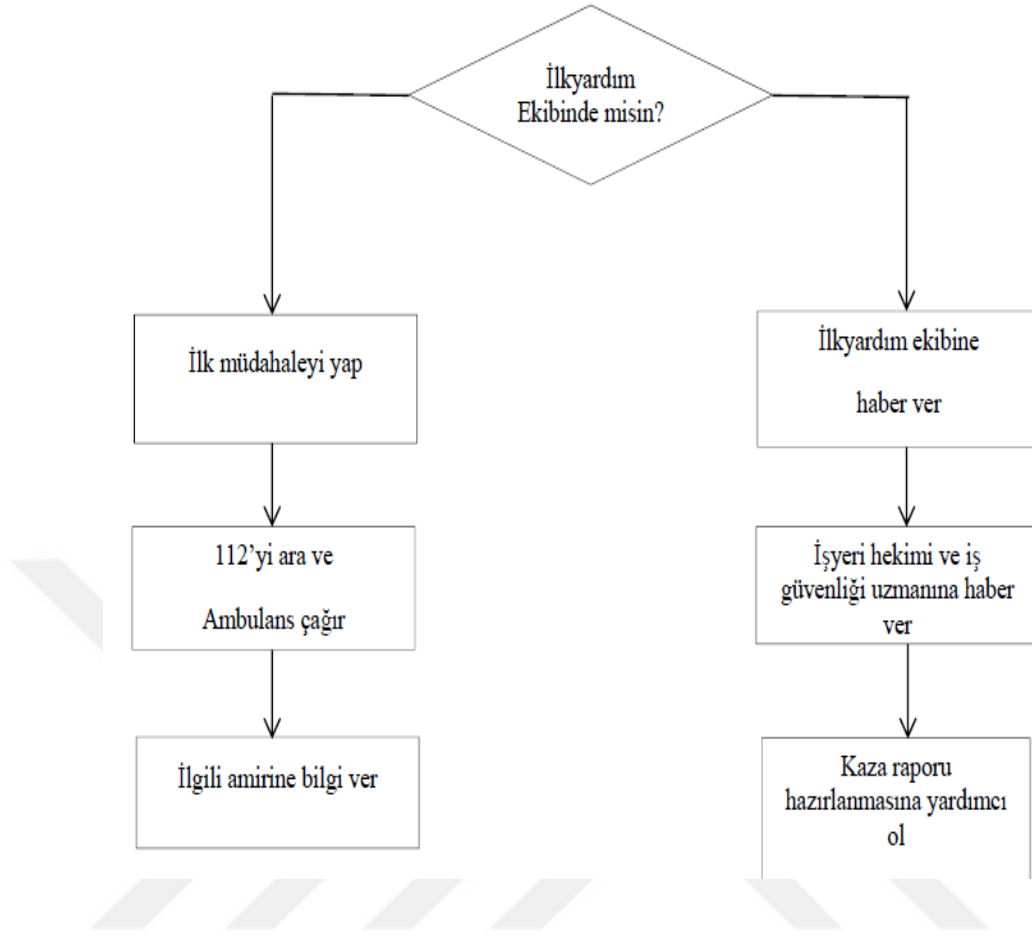 İlkyardım
Ekibinde misin?
İlk müdahaleyi yap
112’yi ara ve
Ambulans çağır
İlgili amirine bilgi ver
İlkyardım ekibine
haber ver
İşyeri hekimi ve iş
güvenliği uzmanına haber
ver
Kaza raporu
hazırlanmasına yardımcı
ol